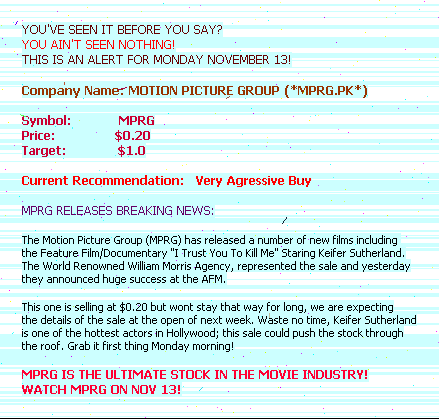 YOU'VE SEEN IT BEFORE YOU SAY?
YOU AIN'T SEEN NOTHING!
THIS IS AN ALERT FOR MONDAY NOVEMBER 13!
Company Name: MOTION PICTURE GROUP (*MPRG.PK*)
Symbol: MPRG
Price: $0.20
Target: $1.0
Current Recommendation: Very Agressive Buy
MPRG RELEASES BREAKING NEWS:
The Motion Picture Group (MPRG) has released a number of new films including
the Feature Film/Documentary "I Trust You To Kill Me" Staring Keifer Sutherland.
The World Renowned William Morris Agency, represented the sale and yesterday
they announced huge success at the AFM.
This one is selling at $0.20 but wont stay that way for long, we are expecting
the details of the sale at the open of next week. Waste no time, Keifer Sutherland
is one of the hottest actors in Hollywood; this sale could push the stock through
the roof. Grab it first thing Monday morning!
MPRG IS THE ULTIMATE STOCK IN THE MOVIE INDUSTRY!
WATCH MPRG ON NOV 13!